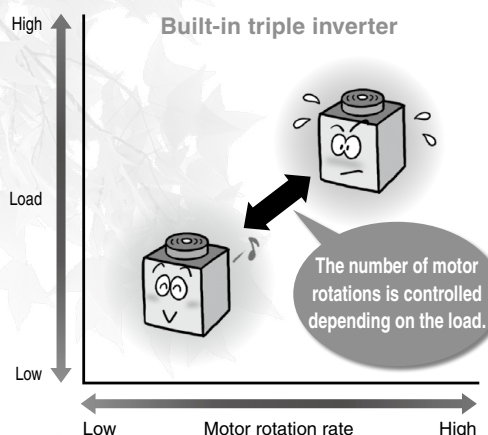 Built-in triple inverter
High
Load
Low
The number of motor
rotations is controlled
depending on the load.
Low Motor rotation rate High